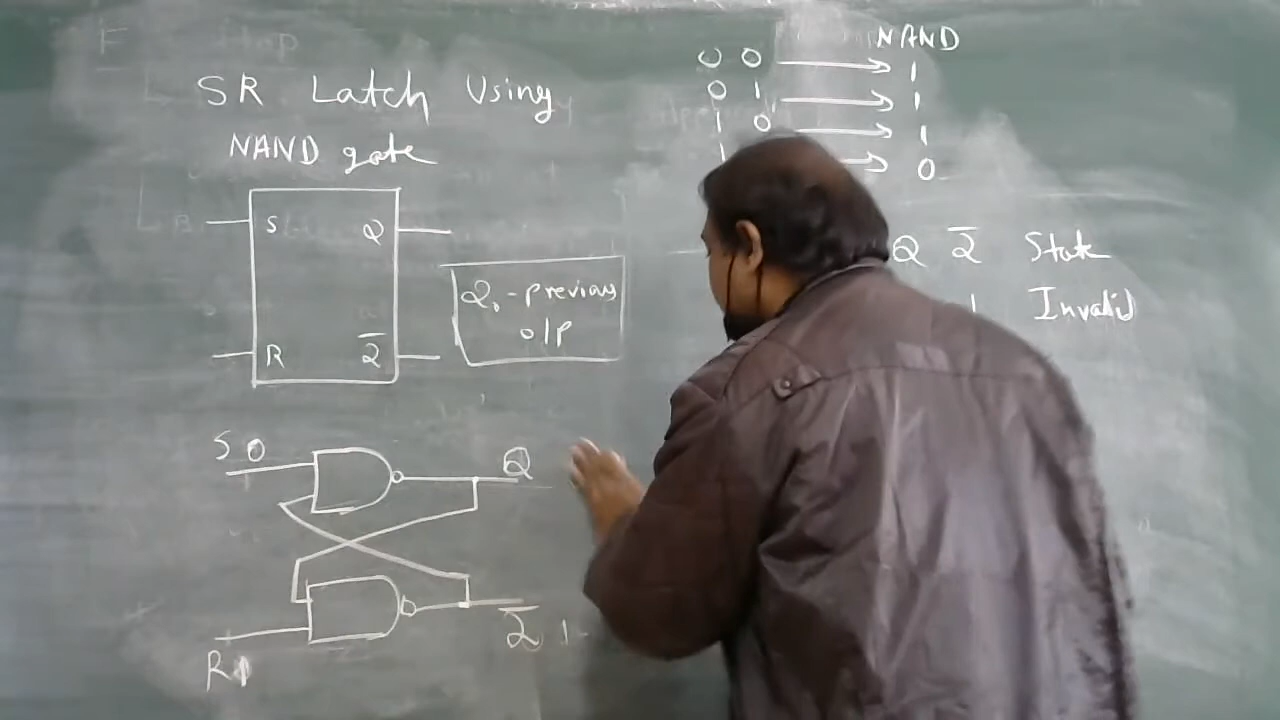 SR Latch Using
NAND gate
S Q
R Q̅
Q₀ - previous
o/p
S 0 Q
R 1 Q̅
NAND
0 0 → 1
0 1 → 1
1 0 → 1
1 → 0
Q Q̅ State
1 Invalid